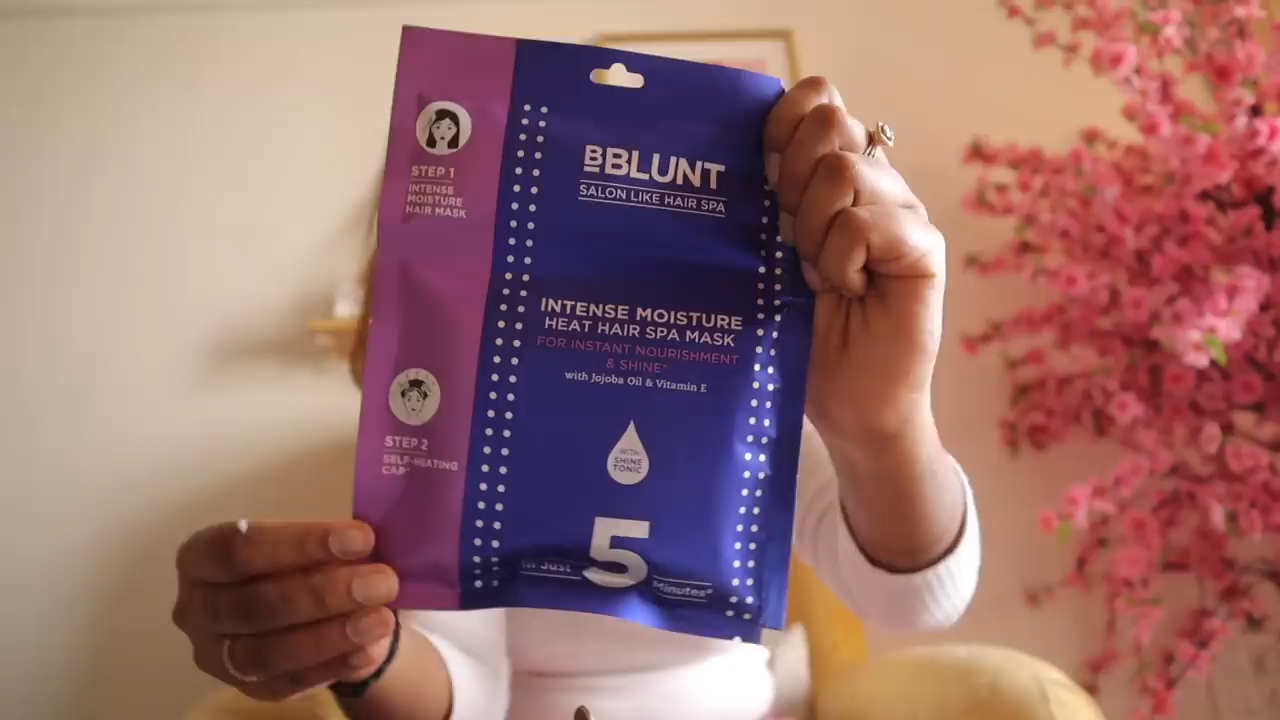 STEP 1
INTENSE
MOISTURE
HAIR MASK
STEP 2
SELF-HEATING
CAP
BBLUNT
SALON LIKE HAIR SPA
INTENSE MOISTURE
HEAT HAIR SPA MASK
FOR INSTANT NOURISHMENT
& SHINE*
with Jojoba Oil & Vitamin E
WITH
SHINE
TONIC
In Just 5 Minutes*